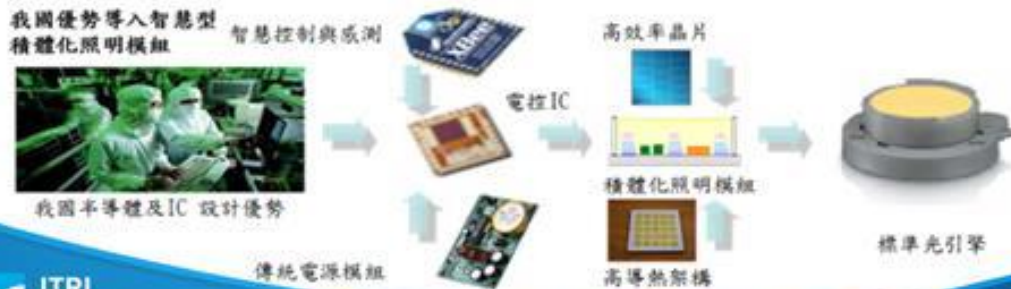 我國優勢導入智慧型
積體化照明模組
智慧控制與感測
XBee
高效率晶片
電控IC
積體化照明模組
我國半導體及IC 設計優勢
標準光引擎
傳統電源模組
高導熱架構
ITRI